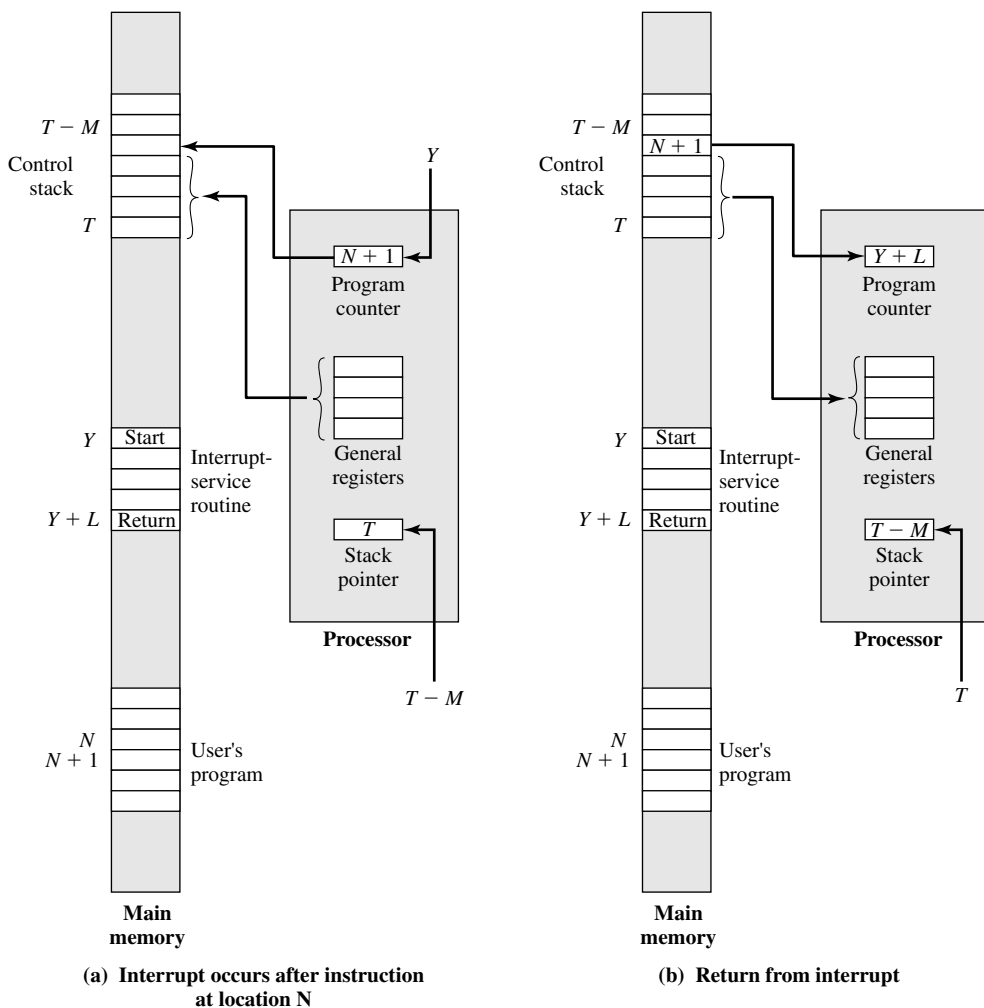 T − M
Control
stack
T
Y
N + 1
Program
counter
General
registers
T
Stack
pointer
Processor
T − M
Y
Start
Interrupt-
service
routine
Y + L
Return
N
N + 1
User's
program
Main
memory
(a) Interrupt occurs after instruction
at location N
T − M
N + 1
Control
stack
T
Y + L
Program
counter
General
registers
T − M
Stack
pointer
Processor
T
Y
Start
Interrupt-
service
routine
Y + L
Return
N
N + 1
User's
program
Main
memory
(b) Return from interrupt